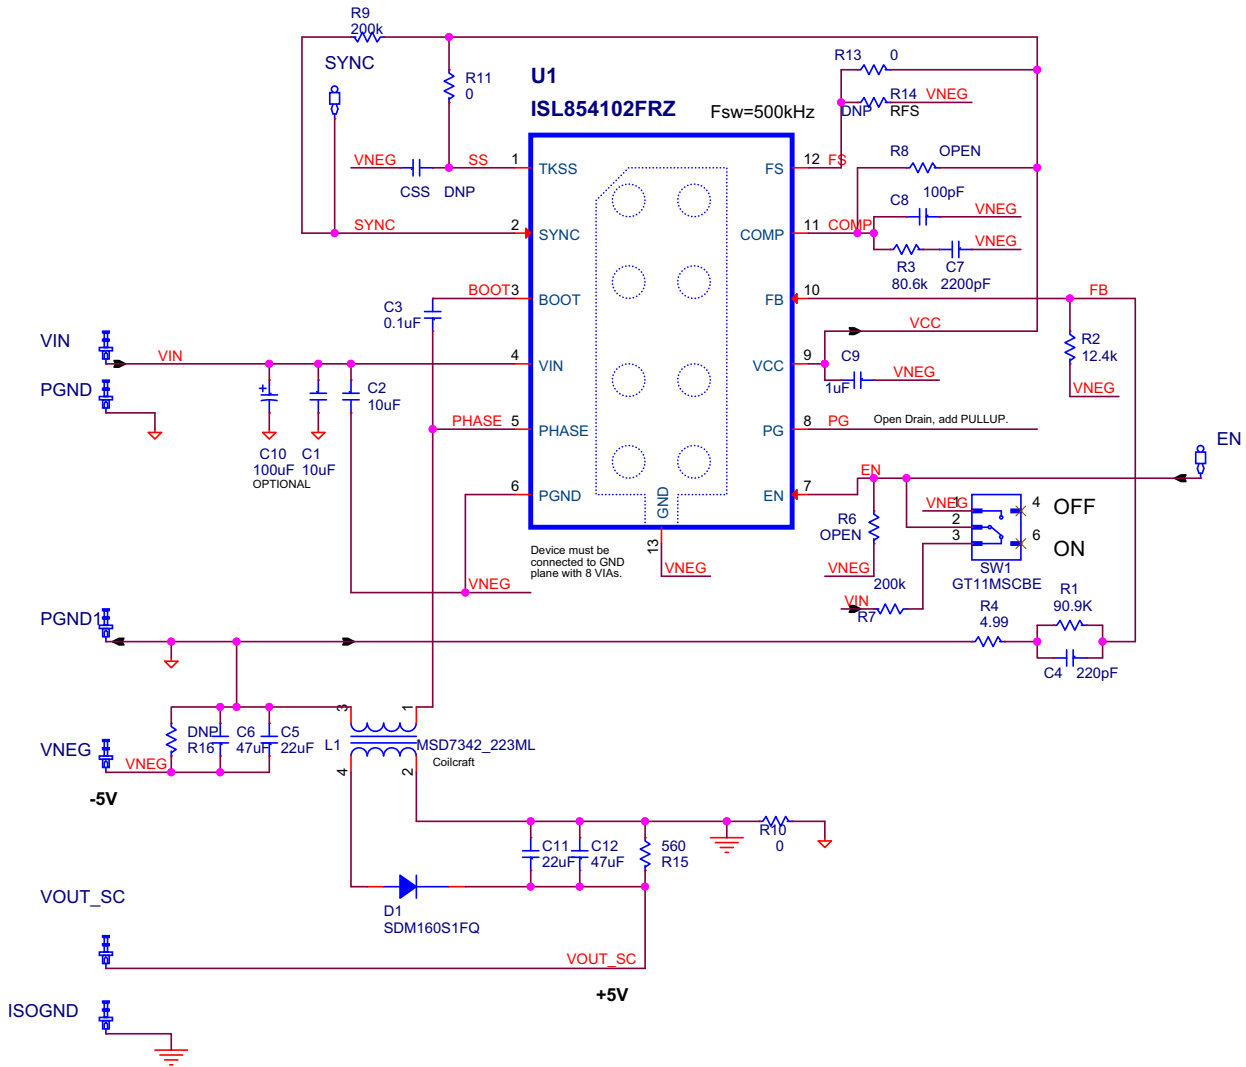 R9
200k
SYNC
R11
0
U1
ISL854102FRZ
Fsw=500kHz
R13 0
R14 VNEG
DNP RFS
VNEG SS 1 TKSS
CSS DNP
FS 12 FS
R8 OPEN
C8 100pF
VNEG
SYNC 2 SYNC
COMP 11 COMP
VNEG
R3 C7
80.6k 2200pF
BOOT 3 BOOT
C3
0.1uF
FB 10 FB
VCC
R2
12.4k
VNEG
VIN
VIN
4 VIN
VCC 9 C9
1uF
VNEG
PGND
C2
10uF
C10 C1
100uF 10uF
OPTIONAL
PHASE 5 PHASE
PG 8 PG Open Drain, add PULLUP.
EN
6 PGND
GND
13
EN 7 EN
VNEG 1 4 OFF
2
3 6 ON
R6
OPEN
SW1
GT11MSCBE
Device must be
connected to GND
plane with 8 VIAs.
VNEG
VNEG
VNEG
200k
VIN
R7
PGND1
R4
4.99
R1
90.9K
C4 220pF
DNP C6 C5
R16 47uF 22uF
3 1
L1 MSD7342_223ML
Coilcraft
4 2
VNEG
VNEG
-5V
R10
0
C11 C12 560
22uF 47uF R15
D1
SDM160S1FQ
VOUT_SC
VOUT_SC
+5V
ISOGND